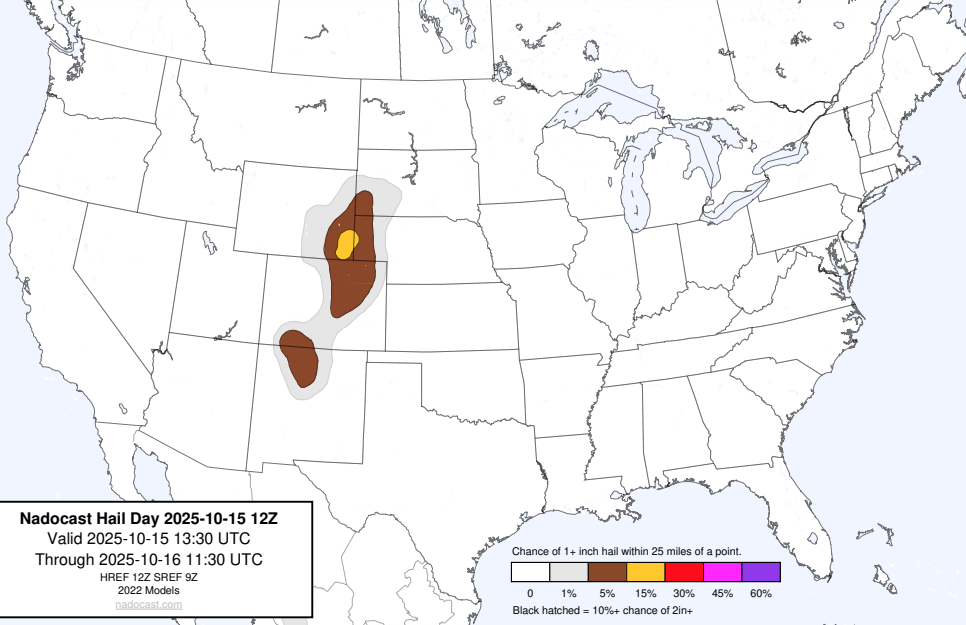 Nadocast Hail Day 2025-10-15 12Z
Valid 2025-10-15 13:30 UTC
Through 2025-10-16 11:30 UTC
HREF 12Z SREF 9Z
2022 Models
nadocast.com
Chance of 1+ inch hail within 25 miles of a point.
0 1% 5% 15% 30% 45% 60%
Black hatched = 10%+ chance of 2in+